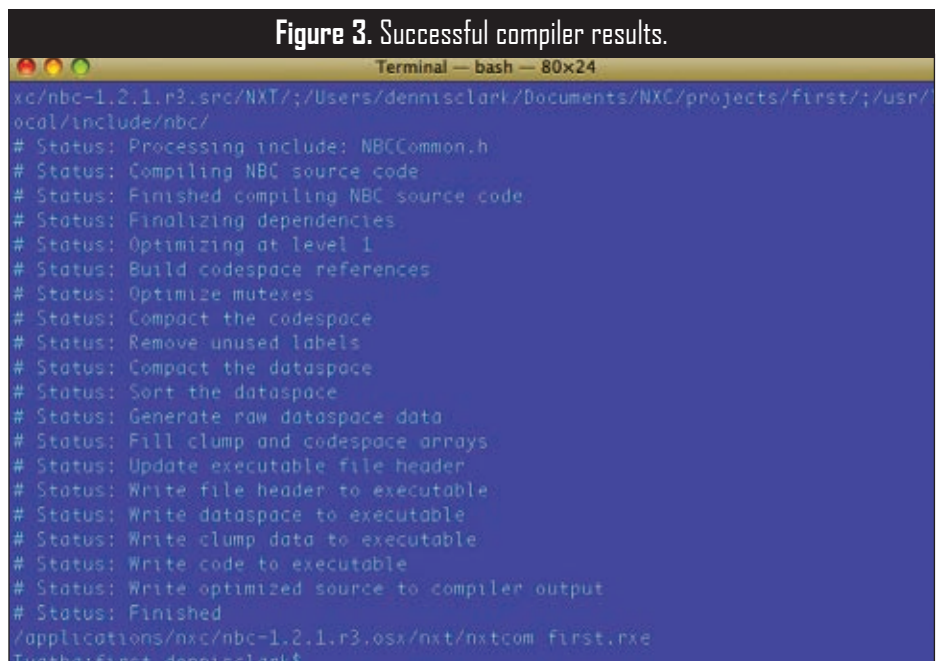 Figure 3. Successful compiler results.
Terminal — bash — 80×24
xc/nbc-1.2.1.r3.src/NXT/;/Users/dennisclark/Documents/NXC/projects/first/;/usr/
ocal/include/nbc/
# Status: Processing include: NBCCommon.h
# Status: Compiling NBC source code
# Status: Finished compiling NBC source code
# Status: Finalizing dependencies
# Status: Optimizing at level 1
# Status: Build codespace references
# Status: Optimize mutexes
# Status: Compact the codespace
# Status: Remove unused labels
# Status: Compact the dataspace
# Status: Sort the dataspace
# Status: Generate raw dataspace data
# Status: Fill clump and codespace arrays
# Status: Update executable file header
# Status: Write file header to executable
# Status: Write dataspace to executable
# Status: Write clump data to executable
# Status: Write code to executable
# Status: Write optimized source to compiler output
# Status: Finished
/applications/nxc/nbc-1.2.1.r3.osx/nxt/nxtcom first.rxe